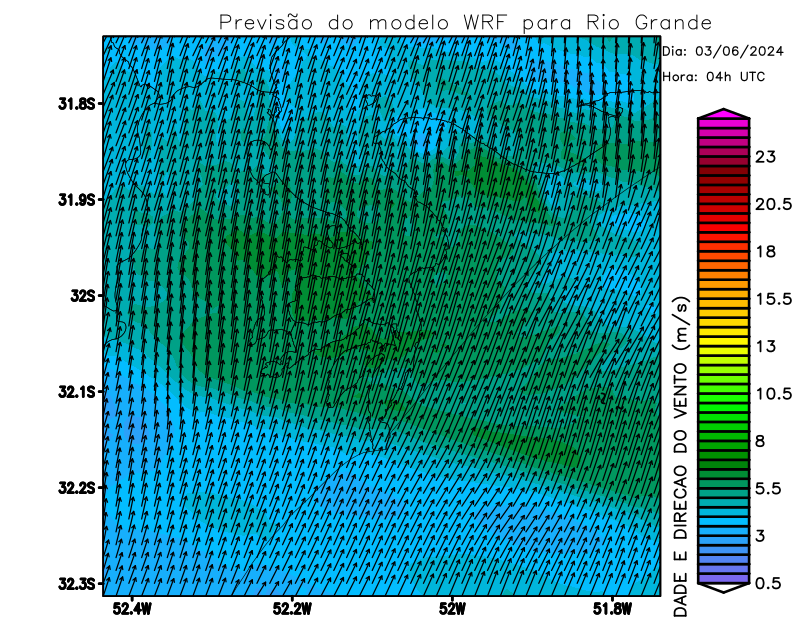 Previsão do modelo WRF para Rio Grande
Dia: 03/06/2024
Hora: 04h UTC
31.8S
31.9S
32S
32.1S
32.2S
32.3S
52.4W
52.2W
52W
51.8W
DADE E DIRECAO DO VENTO (m/s)
23
20.5
18
15.5
13
10.5
8
5.5
3
0.5